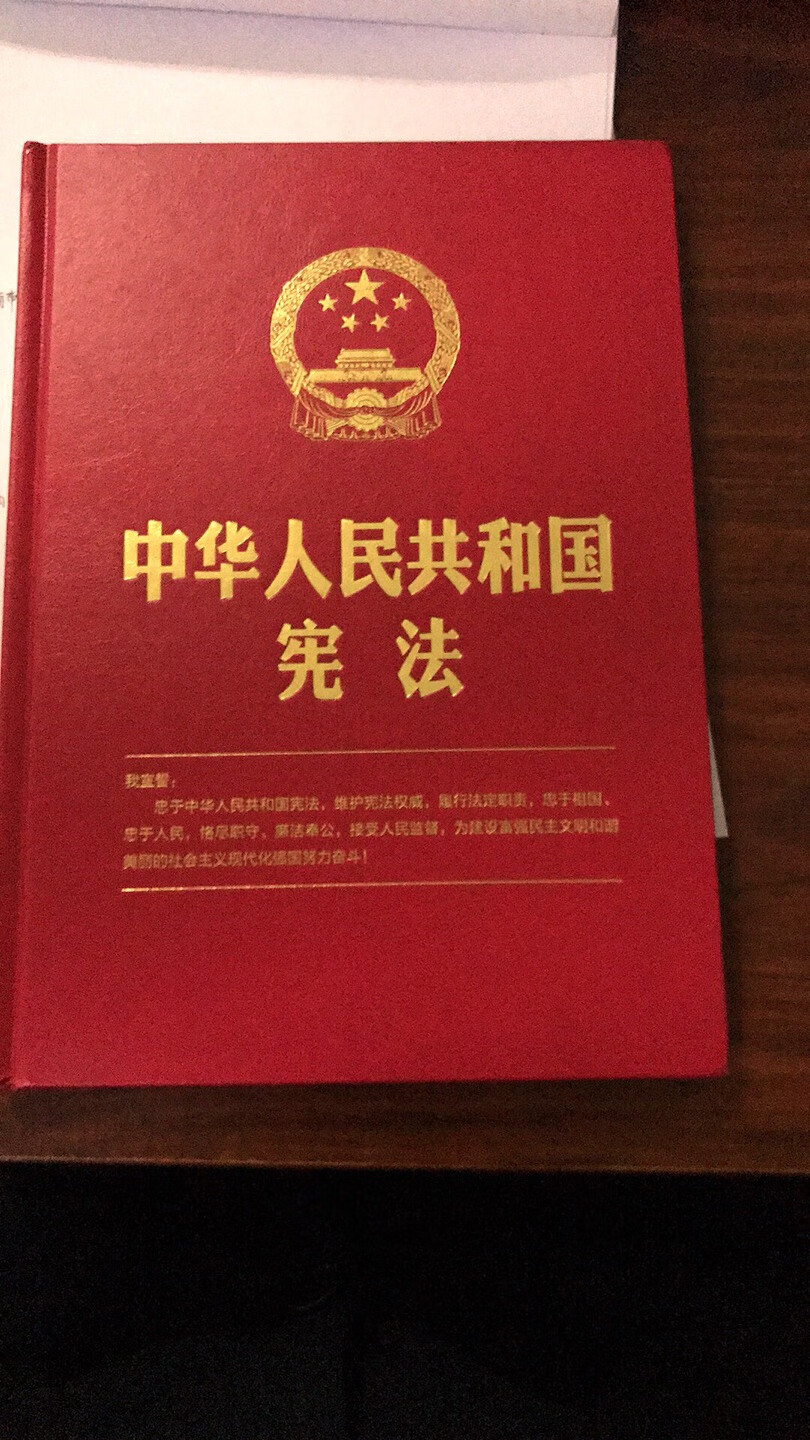 中华人民共和国
宪 法
我宣誓：
忠于中华人民共和国宪法，维护宪法权威，履行法定职责，忠于祖国、
忠于人民，恪尽职守、廉洁奉公，接受人民监督，为建设富强民主文明和谐
美丽的社会主义现代化强国努力奋斗！